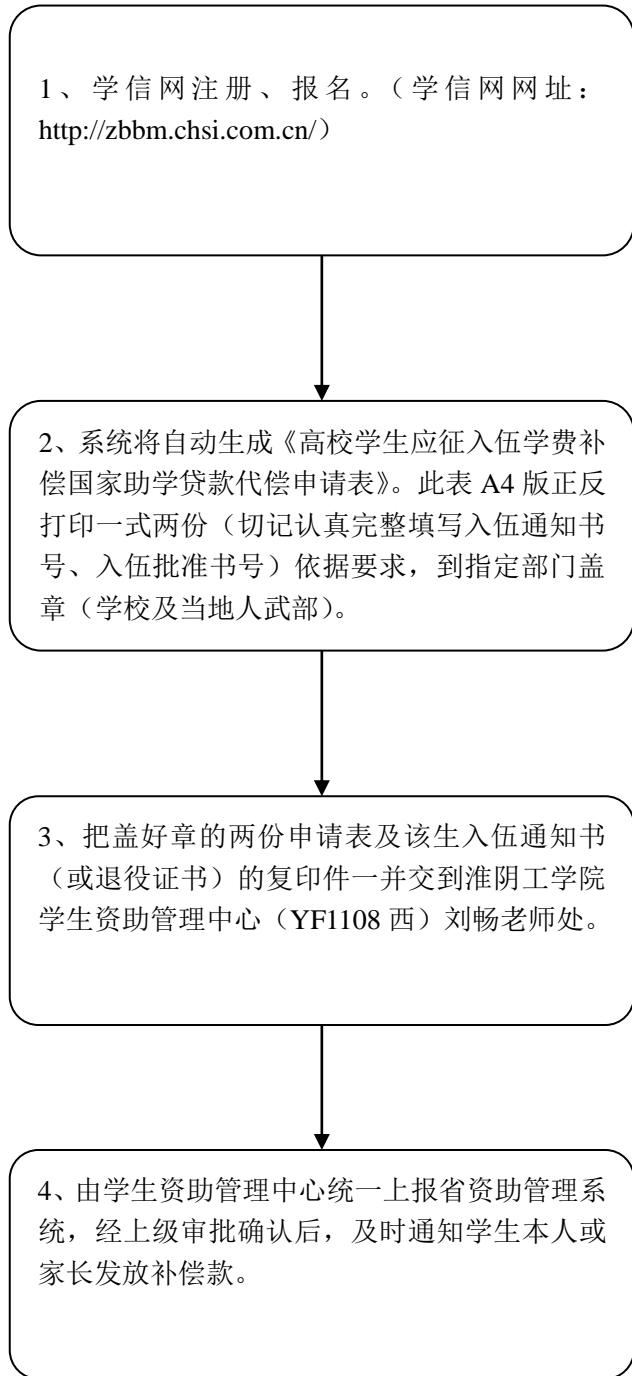 1、学信网注册、报名。（学信网网址：
http://zbbm.chsi.com.cn/）
2、系统将自动生成《高校学生应征入伍学费补
偿国家助学贷款代偿申请表》。此表 A4 版正反
打印一式两份（切记认真完整填写入伍通知书
号、入伍批准书号）依据要求，到指定部门盖
章（学校及当地人武部）。
3、把盖好章的两份申请表及该生入伍通知书
（或退役证书）的复印件一并交到淮阴工学院
学生资助管理中心（YF1108 西）刘畅老师处。
4、由学生资助管理中心统一上报省资助管理系
统，经上级审批确认后，及时通知学生本人或
家长发放补偿款。